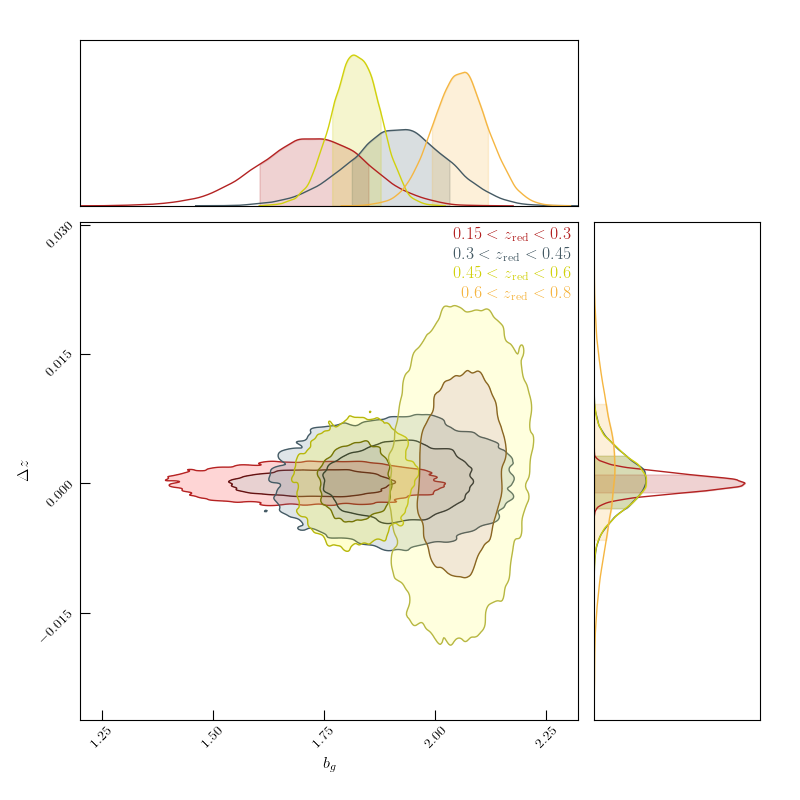 0.15 < z_red < 0.3
0.3 < z_red < 0.45
0.45 < z_red < 0.6
0.6 < z_red < 0.8
0.030
0.015
0.000
−0.015
Δz
1.25 1.50 1.75 2.00 2.25
b_g